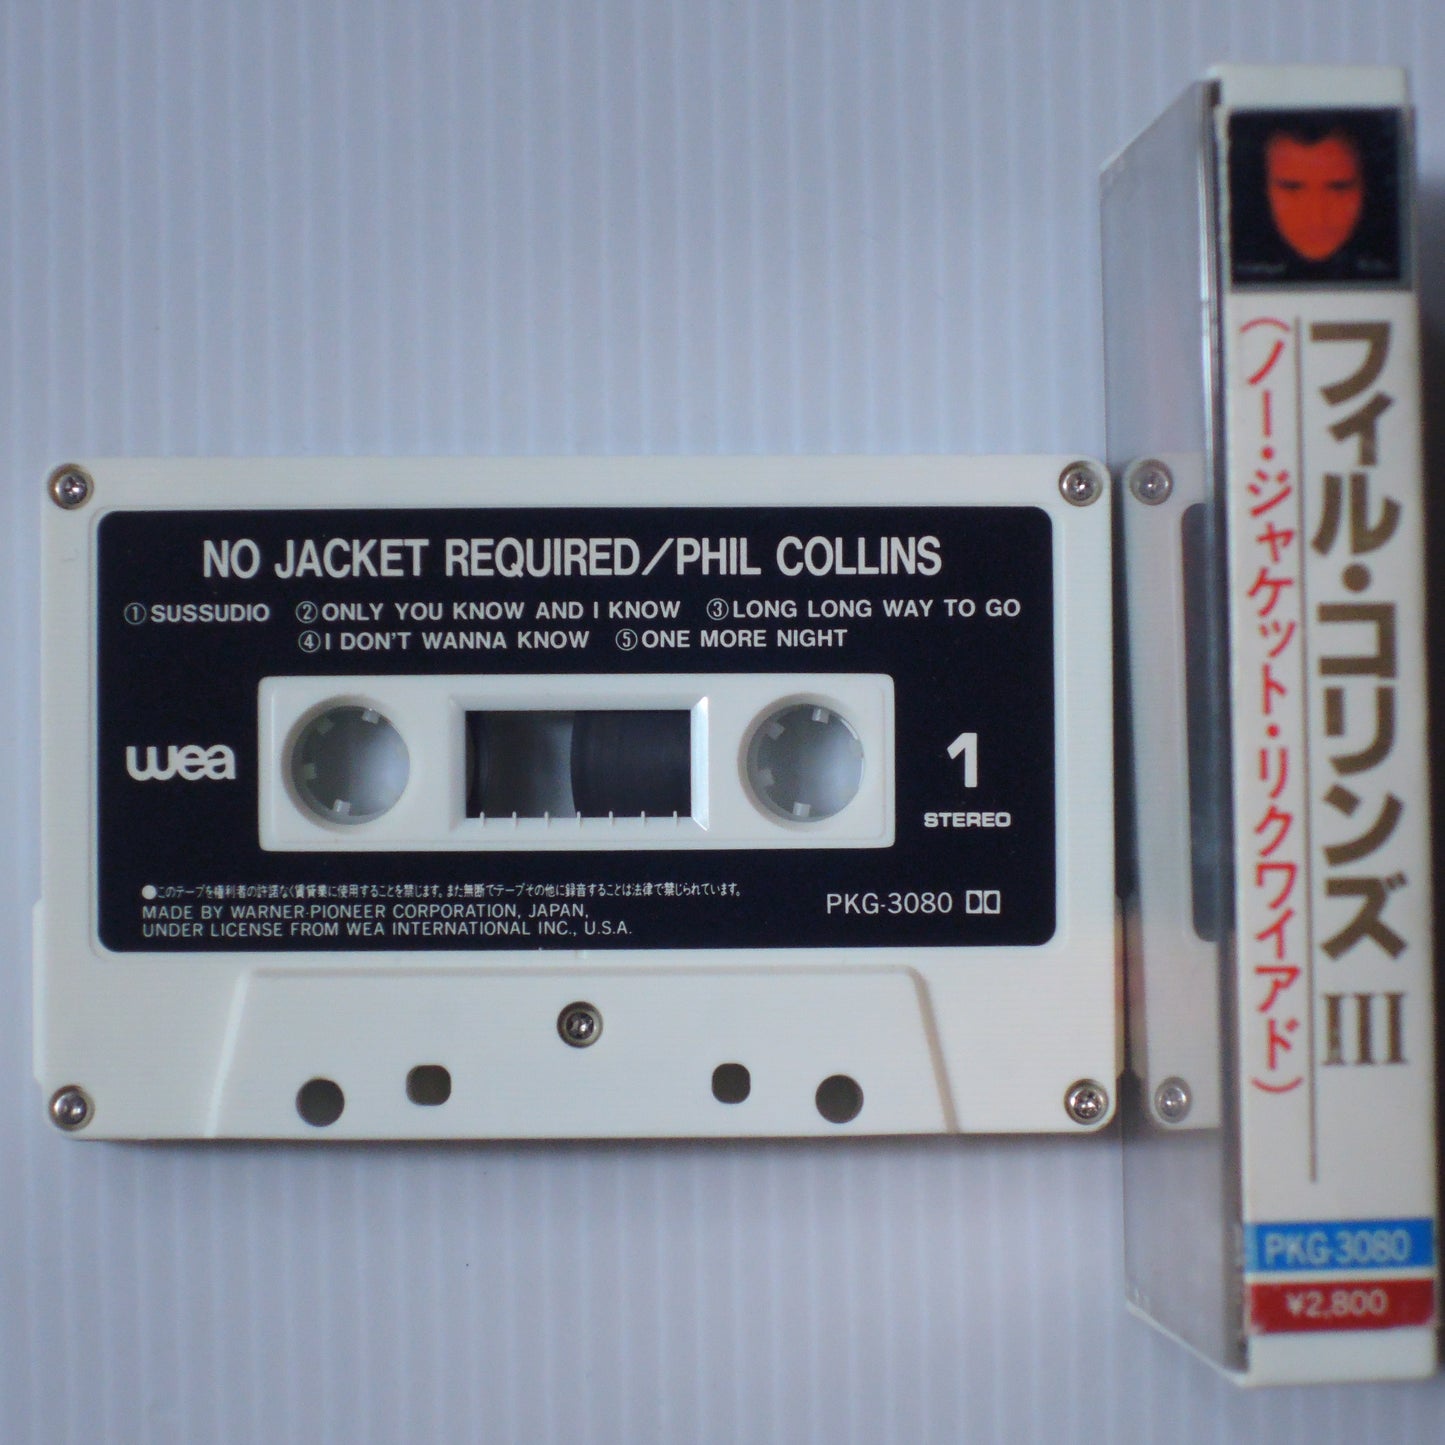 NO JACKET REQUIRED/PHIL COLLINS
①SUSSUDIO ②ONLY YOU KNOW AND I KNOW ③LONG LONG WAY TO GO
④I DON'T WANNA KNOW ⑤ONE MORE NIGHT
wea
1
STEREO
●このテープを権利者の許諾なく賃貸業に使用することを禁じます。また無断でテープその他に録音することは法律で禁じられています。
MADE BY WARNER-PIONEER CORPORATION, JAPAN,
UNDER LICENSE FROM WEA INTERNATIONAL INC., U.S.A.
PKG-3080
フィル・コリンズ III
(ノー・ジャケット・リクワイアド)
PKG-3080
¥2,800